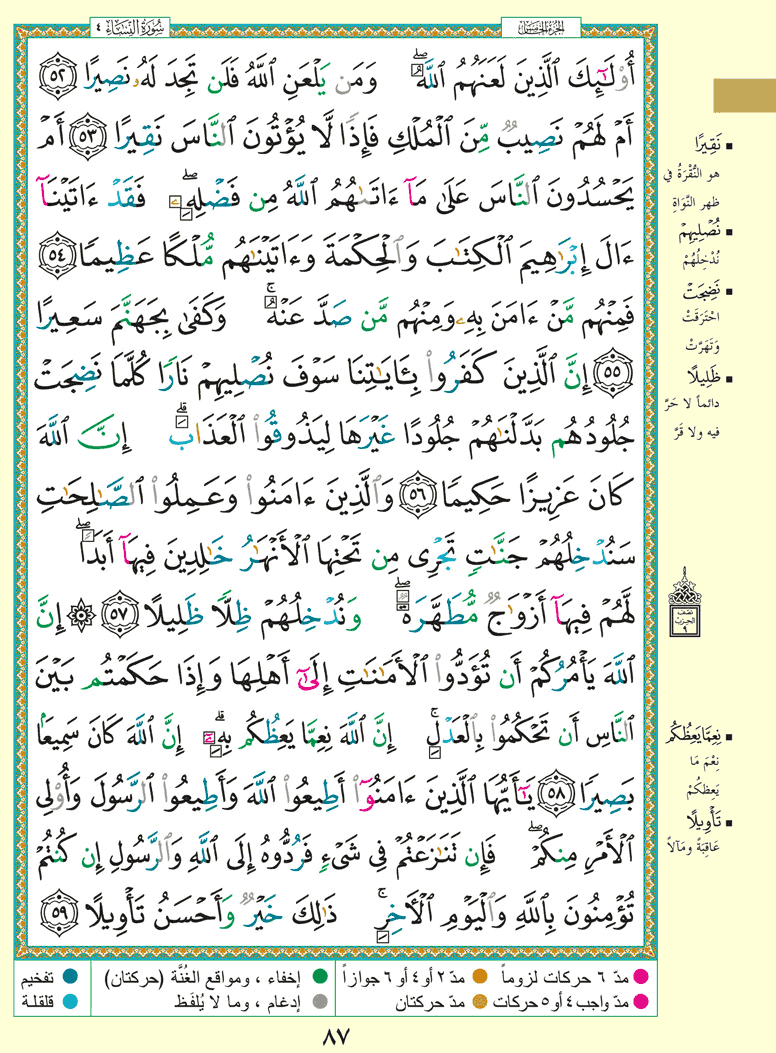 سُورَةُ النِّسَاءِ ٤
الجُزْءُ الخَامِسُ
أُوْلَٰٓئِكَ ٱلَّذِينَ لَعَنَهُمُ ٱللَّهُۖ وَمَن يَلْعَنِ ٱللَّهُ فَلَن تَجِدَ لَهُۥ نَصِيرًا ٥٢
أَمْ لَهُمْ نَصِيبٌ مِّنَ ٱلْمُلْكِ فَإِذًا لَّا يُؤْتُونَ ٱلنَّاسَ نَقِيرًا ٥٣ أَمْ
يَحْسُدُونَ ٱلنَّاسَ عَلَىٰ مَآ ءَاتَىٰهُمُ ٱللَّهُ مِن فَضْلِهِۦۖ فَقَدْ ءَاتَيْنَآ
ءَالَ إِبْرَٰهِيمَ ٱلْكِتَٰبَ وَٱلْحِكْمَةَ وَءَاتَيْنَٰهُم مُّلْكًا عَظِيمًا ٥٤
فَمِنْهُم مَّنْ ءَامَنَ بِهِۦ وَمِنْهُم مَّن صَدَّ عَنْهُۚ وَكَفَىٰ بِجَهَنَّمَ سَعِيرًا
٥٥ إِنَّ ٱلَّذِينَ كَفَرُوا۟ بِـَٔايَٰتِنَا سَوْفَ نُصْلِيهِمْ نَارًا كُلَّمَا نَضِجَتْ
جُلُودُهُم بَدَّلْنَٰهُمْ جُلُودًا غَيْرَهَا لِيَذُوقُوا۟ ٱلْعَذَابَۗ إِنَّ ٱللَّهَ
كَانَ عَزِيزًا حَكِيمًا ٥٦ وَٱلَّذِينَ ءَامَنُوا۟ وَعَمِلُوا۟ ٱلصَّٰلِحَٰتِ
سَنُدْخِلُهُمْ جَنَّٰتٍ تَجْرِى مِن تَحْتِهَا ٱلْأَنْهَٰرُ خَٰلِدِينَ فِيهَآ أَبَدًاۖ
لَّهُمْ فِيهَآ أَزْوَٰجٌ مُّطَهَّرَةٌۖ وَنُدْخِلُهُمْ ظِلًّا ظَلِيلًا ٥٧ ۞ إِنَّ
ٱللَّهَ يَأْمُرُكُمْ أَن تُؤَدُّوا۟ ٱلْأَمَٰنَٰتِ إِلَىٰٓ أَهْلِهَا وَإِذَا حَكَمْتُم بَيْنَ
ٱلنَّاسِ أَن تَحْكُمُوا۟ بِٱلْعَدْلِۚ إِنَّ ٱللَّهَ نِعِمَّا يَعِظُكُم بِهِۦٓۗ إِنَّ ٱللَّهَ كَانَ سَمِيعًۢا
بَصِيرًا ٥٨ يَٰٓأَيُّهَا ٱلَّذِينَ ءَامَنُوٓا۟ أَطِيعُوا۟ ٱللَّهَ وَأَطِيعُوا۟ ٱلرَّسُولَ وَأُو۟لِى
ٱلْأَمْرِ مِنكُمْۖ فَإِن تَنَٰزَعْتُمْ فِى شَىْءٍ فَرُدُّوهُ إِلَى ٱللَّهِ وَٱلرَّسُولِ إِن كُنتُمْ
تُؤْمِنُونَ بِٱللَّهِ وَٱلْيَوْمِ ٱلْءَاخِرِۚ ذَٰلِكَ خَيْرٌ وَأَحْسَنُ تَأْوِيلًا ٥٩
▪ نَقِيرًا
هو النُّقْرَةُ في
ظهر النَّوَاةِ
▪ نُصْلِيهِمْ
نُدْخِلُهُمْ
▪ نَضِجَتْ
احْتَرَقَتْ
وَتَهَرَّتْ
▪ ظَلِيلًا
دائماً لا حَرَّ
فيه ولا قَرَّ
نصف
الحزب
٩
▪ نِعِمَّا يَعِظُكُم
نِعْمَ مَا
يَعِظكُمْ
▪ تَأْوِيلًا
عَاقِبَةً ومَآلاً
مدّ ٦ حركات لزوماً مدّ ٢ أو ٤ أو ٦ جوازاً إخفاء ، ومواقع الغُنَّة (حركتان) تفخيم
مدّ واجب ٤ أو ٥ حركات مدّ حركتان إدغام ، وما لا يُلفَظ قلقلة
٨٧